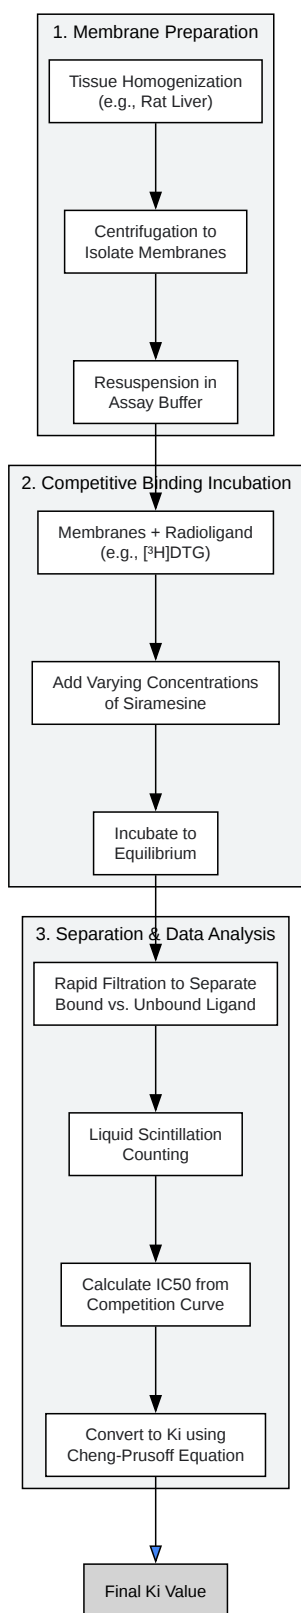 1. Membrane Preparation
Tissue Homogenization
(e.g., Rat Liver)
Centrifugation to
Isolate Membranes
Resuspension in
Assay Buffer
2. Competitive Binding Incubation
Membranes + Radioligand
(e.g., [³H]DTG)
Add Varying Concentrations
of Siramesine
Incubate to
Equilibrium
3. Separation & Data Analysis
Rapid Filtration to Separate
Bound vs. Unbound Ligand
Liquid Scintillation
Counting
Calculate IC50 from
Competition Curve
Convert to Ki using
Cheng-Prusoff Equation
Final Ki Value